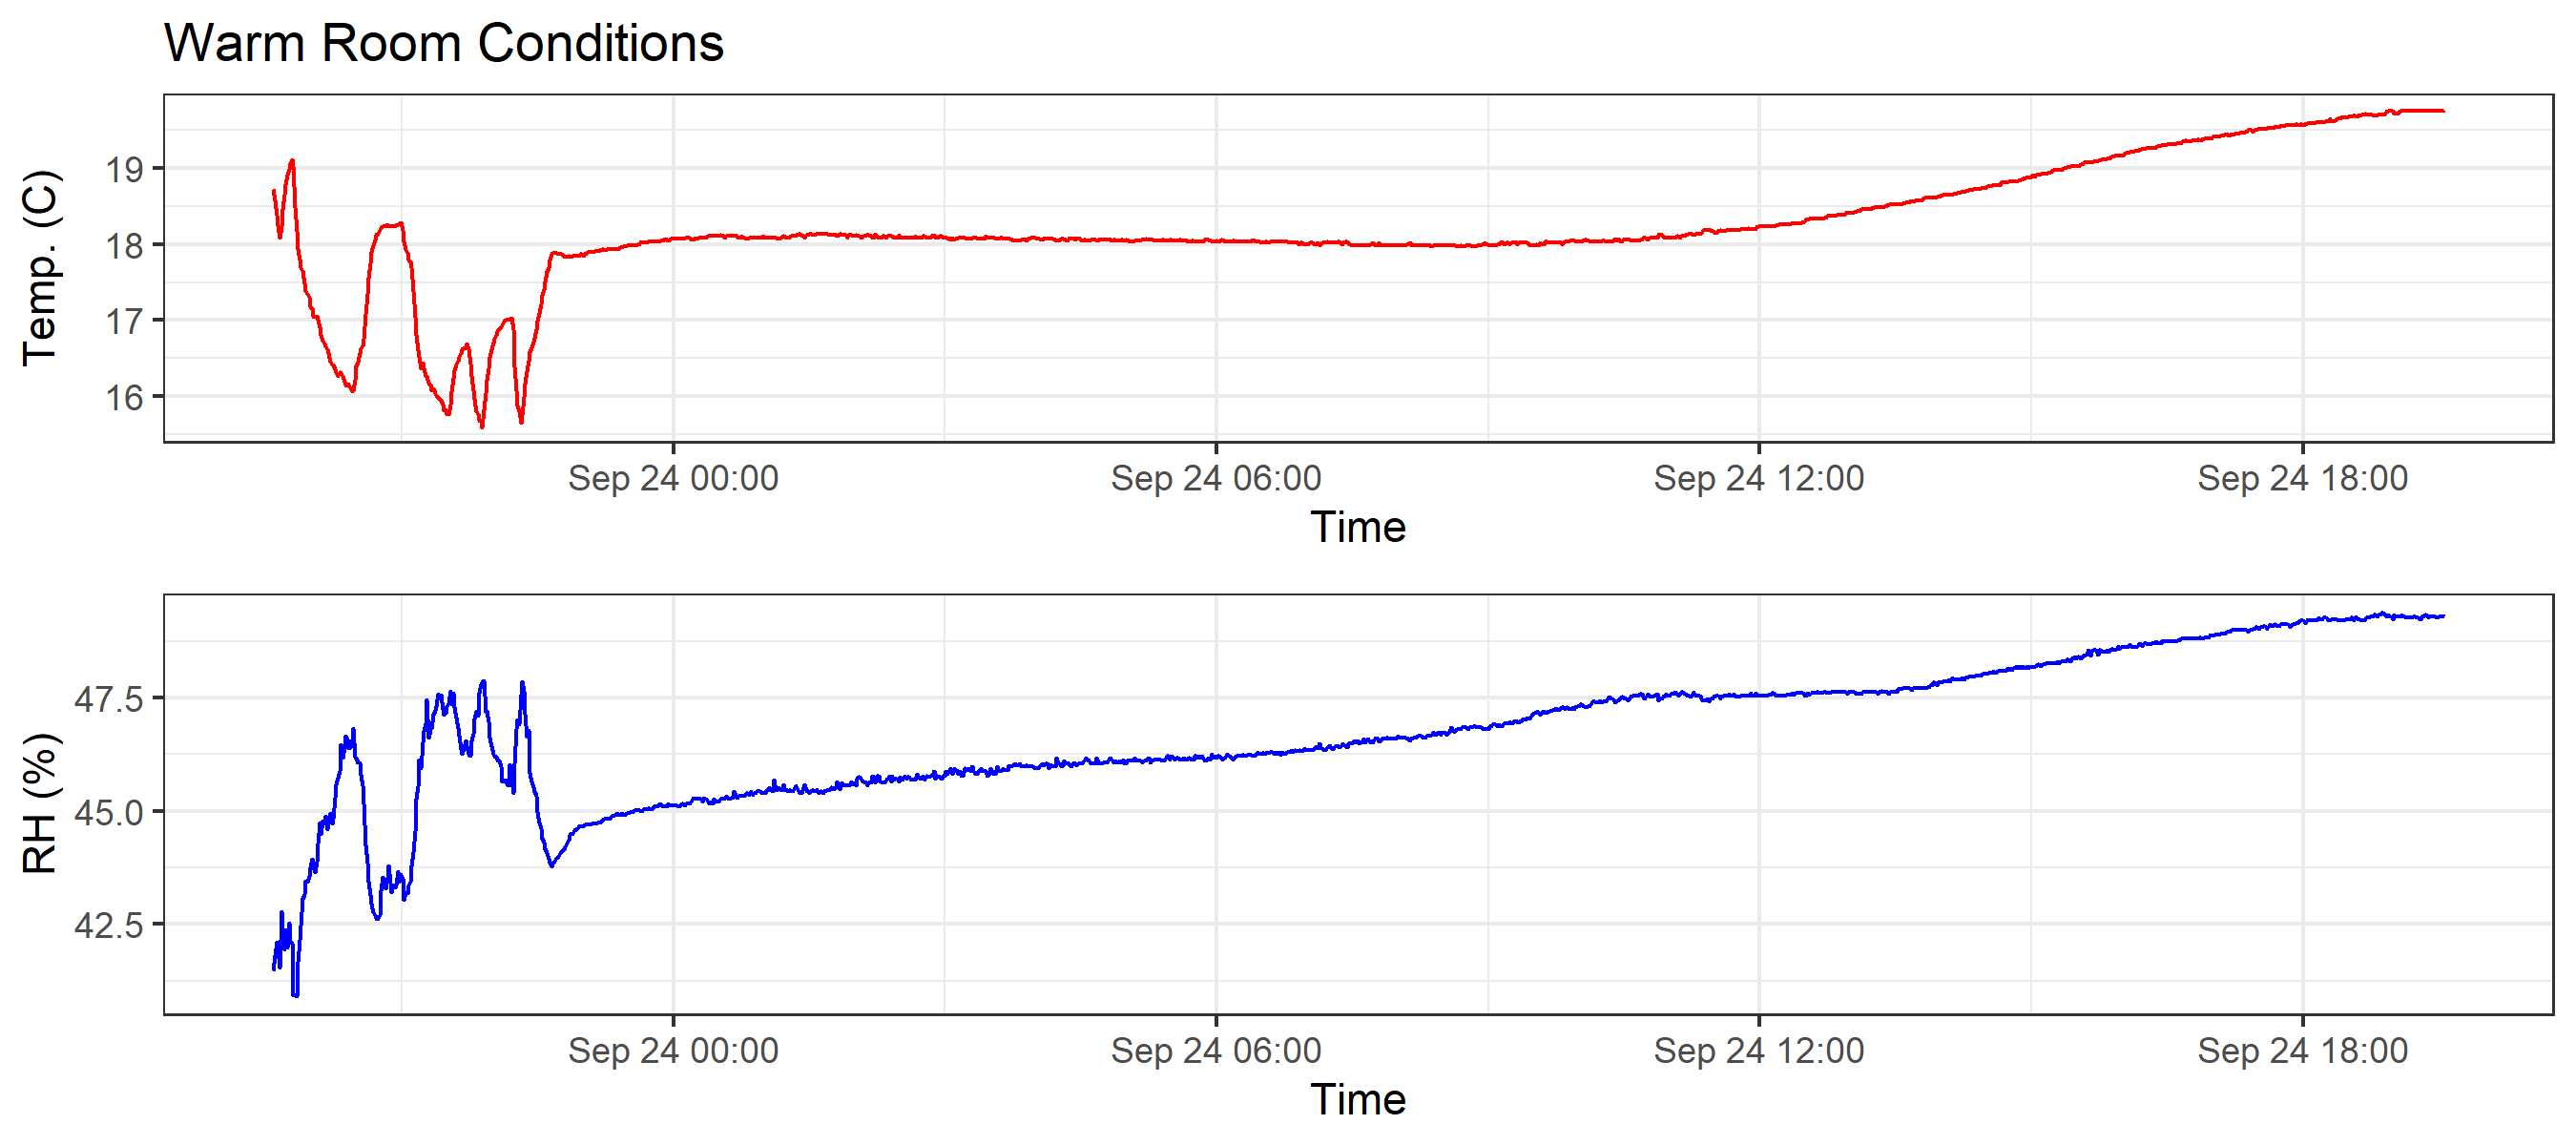 Warm Room Conditions
Temp. (C)
19
18
17
16
Sep 24 00:00 Sep 24 06:00 Sep 24 12:00 Sep 24 18:00
Time
RH (%)
47.5
45.0
42.5
Sep 24 00:00 Sep 24 06:00 Sep 24 12:00 Sep 24 18:00
Time